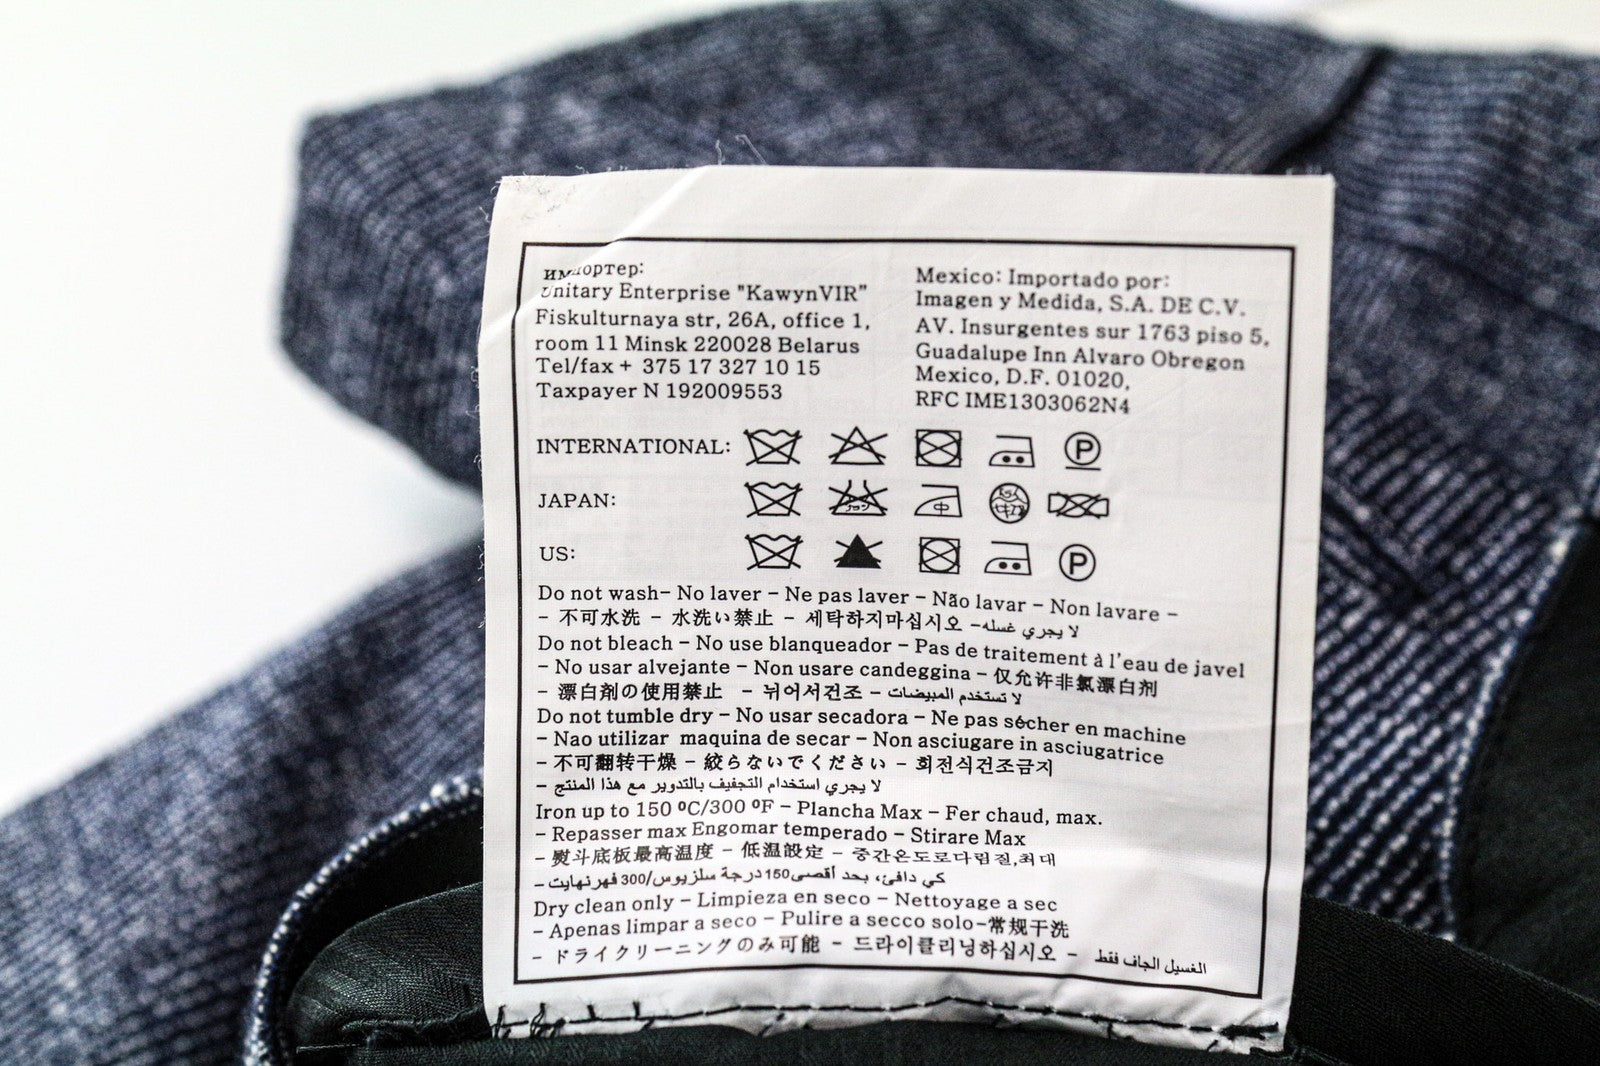 Импортер:
Unitary Enterprise "KawynVIR"
Fiskulturnaya str, 26A, office 1,
room 11 Minsk 220028 Belarus
Tel/fax + 375 17 327 10 15
Taxpayer N 192009553
Mexico: Importado por:
Imagen y Medida, S.A. DE C.V.
AV. Insurgentes sur 1763 piso 5,
Guadalupe Inn Alvaro Obregon
Mexico, D.F. 01020,
RFC IME1303062N4
INTERNATIONAL: P
JAPAN: 中
US: P
Do not wash- No laver - Ne pas laver - Não lavar - Non lavare -
- 不可水洗 - 水洗い禁止 - 세탁하지마십시오 -لا يجري غسله
Do not bleach - No use blanqueador - Pas de traitement à l'eau de javel
- No usar alvejante - Non usare candeggina - 仅允许非氯漂白剂
- 漂白剤の使用禁止 - 뉘어서건조 - لا تستخدم المبيضات
Do not tumble dry - No usar secadora - Ne pas sécher en machine
- Nao utilizar maquina de secar - Non asciugare in asciugatrice
- 不可翻转干燥 - 絞らないでください - 회전식건조금지
لا يجري استخدام التجفيف بالتدوير مع هذا المنتج -
Iron up to 150 ºC/300 ºF - Plancha Max - Fer chaud, max.
- Repasser max Engomar temperado - Stirare Max
- 熨斗底板最高温度 - 低温設定 - 중간온도로다림질,최대
كي دافئ، بحد أقصى 150 درجة سلزيوس/300 فهرنهايت -
Dry clean only - Limpieza en seco - Nettoyage a sec
- Apenas limpar a seco - Pulire a secco solo-常规干洗
- ドライクリーニングのみ可能 - 드라이클리닝하십시오 - الغسيل الجاف فقط